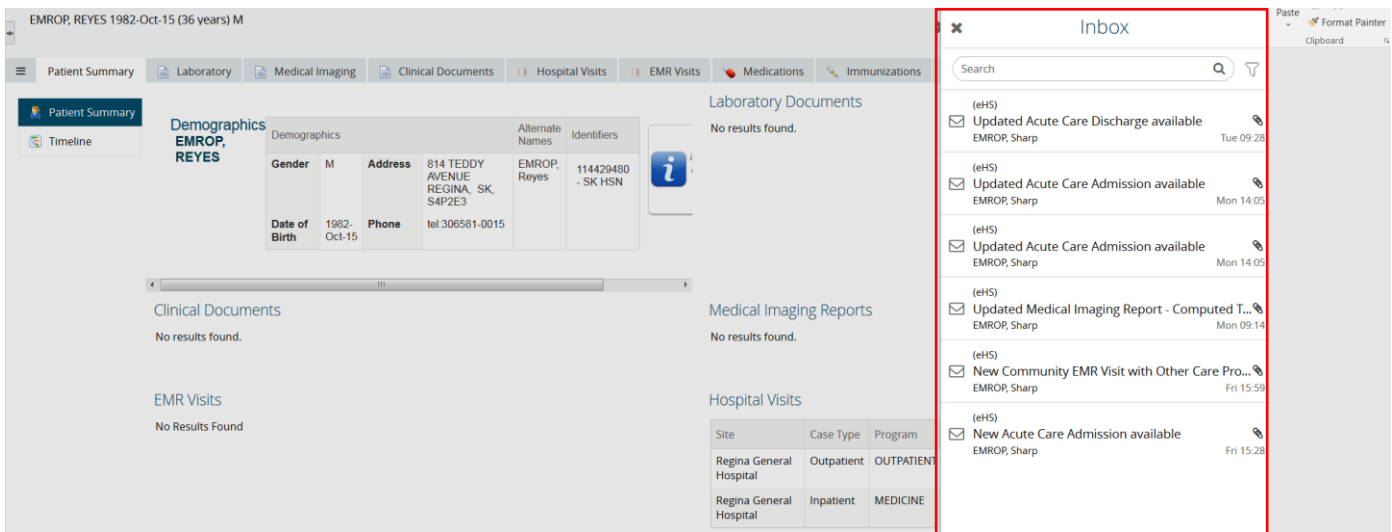 EMROP, REYES 1982-Oct-15 (36 years) M
Patient Summary
Laboratory
Medical Imaging
Clinical Documents
Hospital Visits
EMR Visits
Medications
Immunizations
Patient Summary
Timeline
Demographics
EMROP,
REYES
Demographics
Alternate
Names
Identifiers
Gender M Address 814 TEDDY
AVENUE
REGINA, SK,
S4P2E3
EMROP,
Reyes
114429480
- SK HSN
Date of
Birth
1982-
Oct-15
Phone tel:306581-0015
Clinical Documents
No results found.
EMR Visits
No Results Found
Laboratory Documents
No results found.
Medical Imaging Reports
No results found.
Hospital Visits
Site Case Type Program
Regina General
Hospital
Outpatient OUTPATIENT
Regina General
Hospital
Inpatient MEDICINE
Inbox
Search
(eHS)
Updated Acute Care Discharge available
EMROP, Sharp Tue 09:28
(eHS)
Updated Acute Care Admission available
EMROP, Sharp Mon 14:05
(eHS)
Updated Acute Care Admission available
EMROP, Sharp Mon 14:05
(eHS)
Updated Medical Imaging Report - Computed T...
EMROP, Sharp Mon 09:14
(eHS)
New Community EMR Visit with Other Care Pro...
EMROP, Sharp Fri 15:59
(eHS)
New Acute Care Admission available
EMROP, Sharp Fri 15:28
Paste
Format Painter
Clipboard